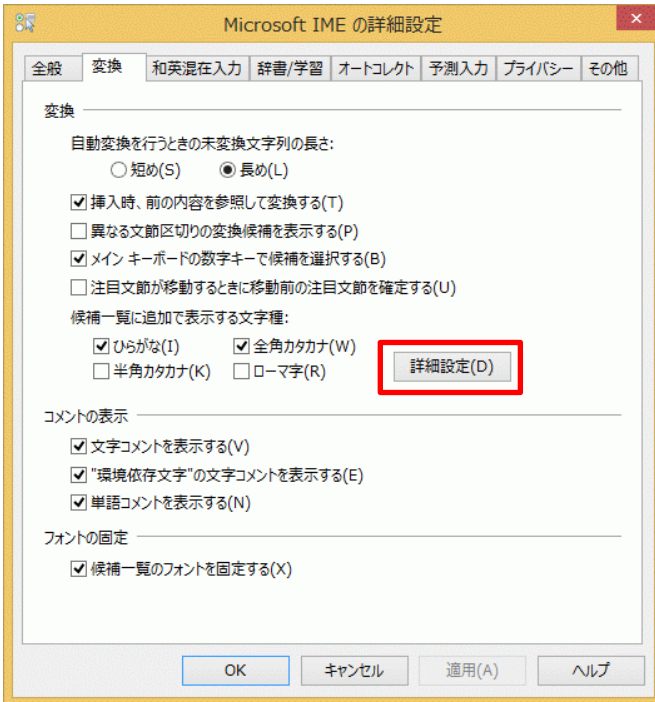 Microsoft IME の詳細設定
全般 変換 和英混在入力 辞書/学習 オートコレクト 予測入力 プライバシー その他
変換
自動変換を行うときの未変換文字列の長さ:
短め(S) 長め(L)
挿入時、前の内容を参照して変換する(T)
異なる文節区切りの変換候補を表示する(P)
メイン キーボードの数字キーで候補を選択する(B)
注目文節が移動するときに移動前の注目文節を確定する(U)
候補一覧に追加で表示する文字種:
ひらがな(I) 全角カタカナ(W)
半角カタカナ(K) ローマ字(R) 詳細設定(D)
コメントの表示
文字コメントを表示する(V)
"環境依存文字"の文字コメントを表示する(E)
単語コメントを表示する(N)
フォントの固定
候補一覧のフォントを固定する(X)
OK キャンセル 適用(A) ヘルプ